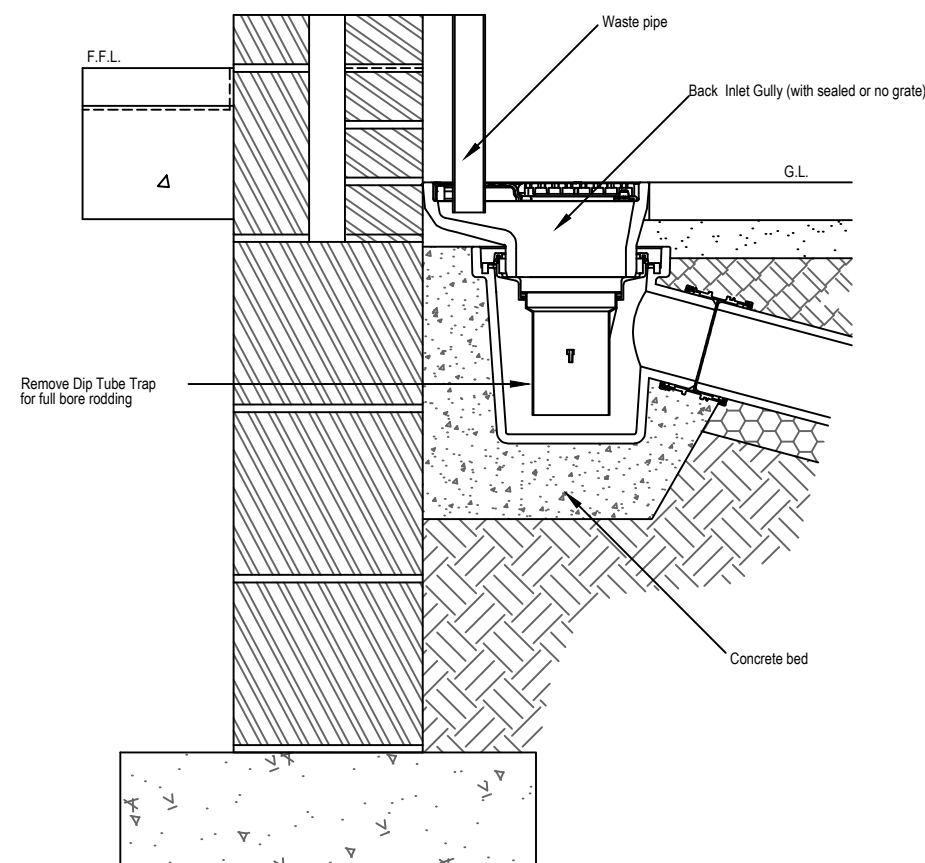 Waste pipe
F.F.L.
Back Inlet Gully (with sealed or no grate)
G.L.
Remove Dip Tube Trap
for full bore rodding
Concrete bed